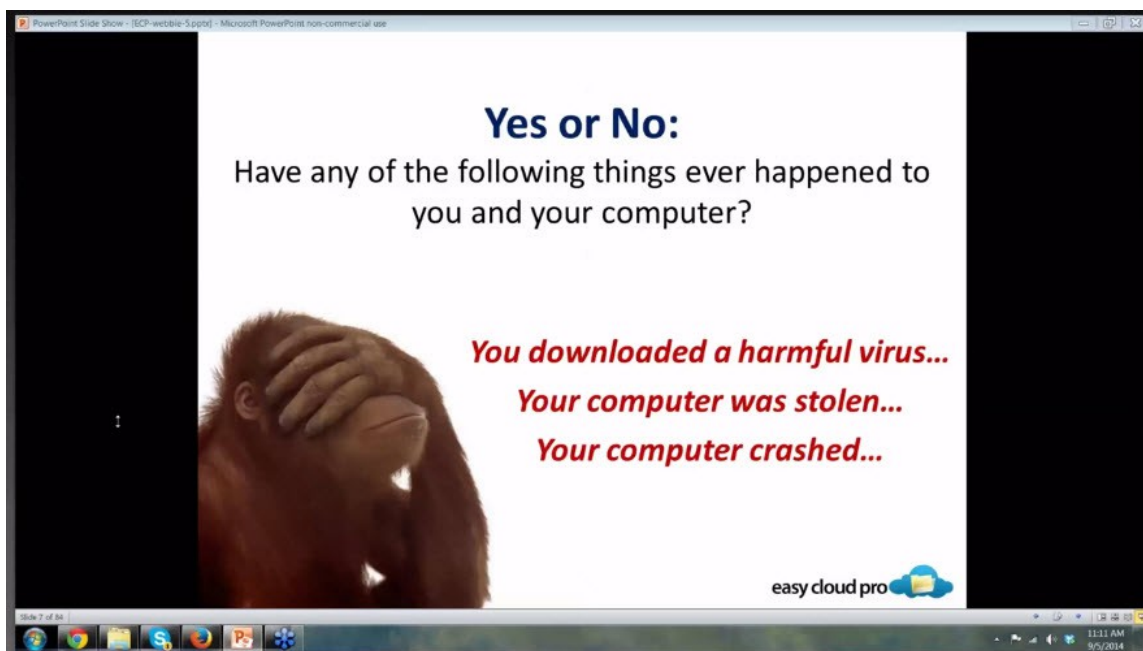 PowerPoint Slide Show - [ECP-webbie-5.pptx] - Microsoft PowerPoint non-commercial use
Yes or No:
Have any of the following things ever happened to
you and your computer?
You downloaded a harmful virus...
Your computer was stolen...
Your computer crashed...
easy cloud pro
Slide 7 of 84
11:11 AM
9/5/2014